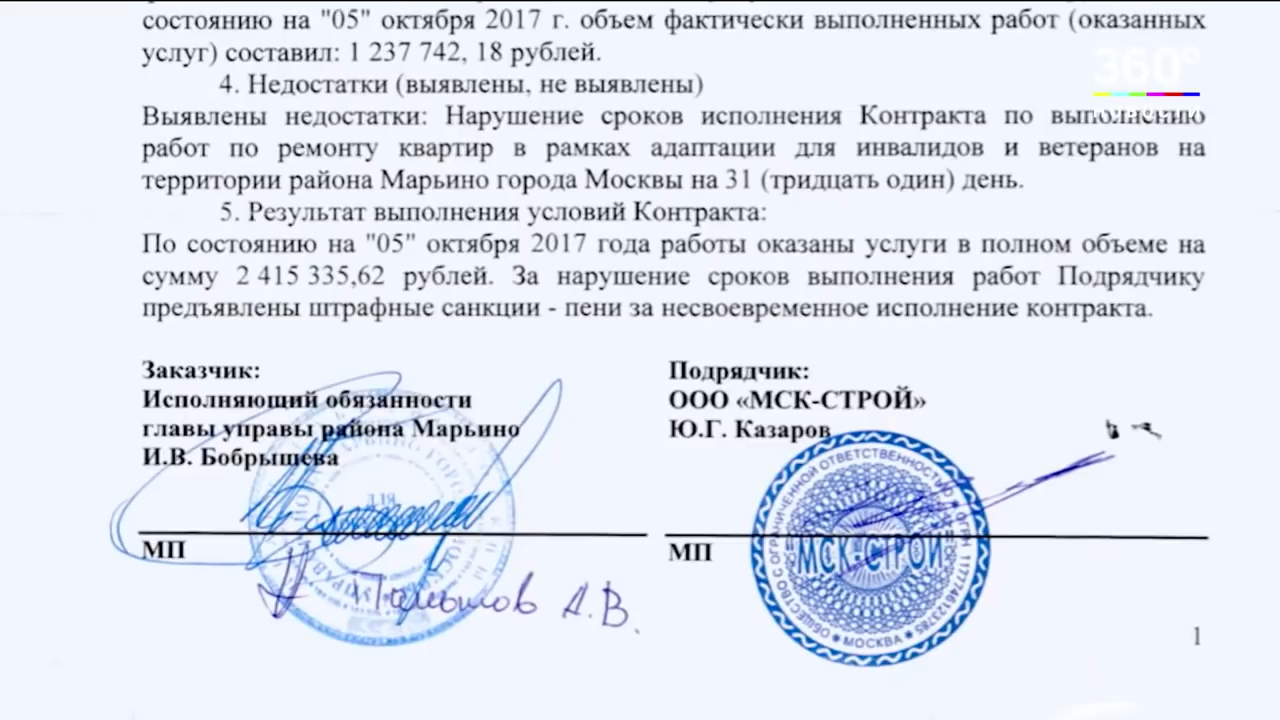 состоянию на "05" октября 2017 г. объем фактически выполненных работ (оказанных
услуг) составил: 1 237 742, 18 рублей.
4. Недостатки (выявлены, не выявлены)
Выявлены недостатки: Нарушение сроков исполнения Контракта по выполнению
работ по ремонту квартир в рамках адаптации для инвалидов и ветеранов на
территории района Марьино города Москвы на 31 (тридцать один) день.
5. Результат выполнения условий Контракта:
По состоянию на "05" октября 2017 года работы оказаны услуги в полном объеме на
сумму 2 415 335,62 рублей. За нарушение сроков выполнения работ Подрядчику
предъявлены штрафные санкции - пени за несвоевременное исполнение контракта.
360°
Заказчик:
Исполняющий обязанности
главы управы района Марьино
И.В. Бобрышева
МП
А.В.
Подрядчик:
ООО «МСК-СТРОЙ»
Ю.Г. Казаров
МП
ОБЩЕСТВО С ОГРАНИЧЕННОЙ ОТВЕТСТВЕННОСТЬЮ
МСК-СТРОЙ
МОСКВА
1